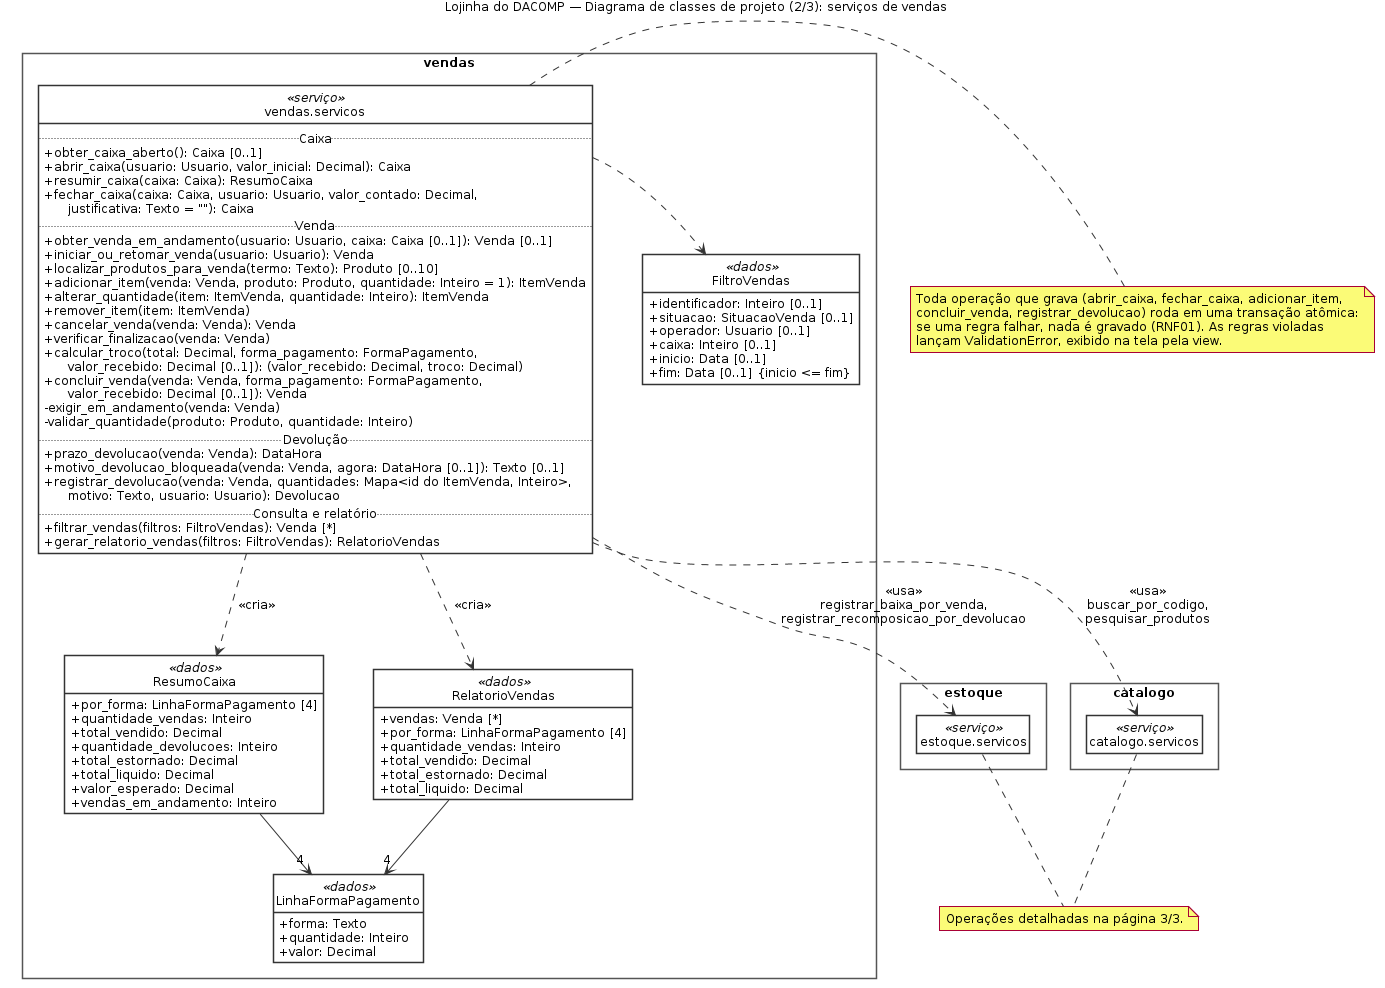 Lojinha do DACOMP — Diagrama de classes de projeto (2/3): serviços de vendas
vendas
«serviço»
vendas.servicos
Caixa
+obter_caixa_aberto(): Caixa [0..1]
+abrir_caixa(usuario: Usuario, valor_inicial: Decimal): Caixa
+resumir_caixa(caixa: Caixa): ResumoCaixa
+fechar_caixa(caixa: Caixa, usuario: Usuario, valor_contado: Decimal,
justificativa: Texto = ""): Caixa
Venda
+obter_venda_em_andamento(usuario: Usuario, caixa: Caixa [0..1]): Venda [0..1]
+iniciar_ou_retomar_venda(usuario: Usuario): Venda
+localizar_produtos_para_venda(termo: Texto): Produto [0..10]
+adicionar_item(venda: Venda, produto: Produto, quantidade: Inteiro = 1): ItemVenda
+alterar_quantidade(item: ItemVenda, quantidade: Inteiro): ItemVenda
+remover_item(item: ItemVenda)
+cancelar_venda(venda: Venda): Venda
+verificar_finalizacao(venda: Venda)
+calcular_troco(total: Decimal, forma_pagamento: FormaPagamento,
valor_recebido: Decimal [0..1]): (valor_recebido: Decimal, troco: Decimal)
+concluir_venda(venda: Venda, forma_pagamento: FormaPagamento,
valor_recebido: Decimal [0..1]): Venda
-exigir_em_andamento(venda: Venda)
-validar_quantidade(produto: Produto, quantidade: Inteiro)
Devolução
+prazo_devolucao(venda: Venda): DataHora
+motivo_devolucao_bloqueada(venda: Venda, agora: DataHora [0..1]): Texto [0..1]
+registrar_devolucao(venda: Venda, quantidades: Mapa<id do ItemVenda, Inteiro>,
motivo: Texto, usuario: Usuario): Devolucao
Consulta e relatório
+filtrar_vendas(filtros: FiltroVendas): Venda [*]
+gerar_relatorio_vendas(filtros: FiltroVendas): RelatorioVendas
«dados»
FiltroVendas
+identificador: Inteiro [0..1]
+situacao: SituacaoVenda [0..1]
+operador: Usuario [0..1]
+caixa: Inteiro [0..1]
+inicio: Data [0..1]
+fim: Data [0..1] {inicio <= fim}
Toda operação que grava (abrir_caixa, fechar_caixa, adicionar_item,
concluir_venda, registrar_devolucao) roda em uma transação atômica:
se uma regra falhar, nada é gravado (RNF01). As regras violadas
lançam ValidationError, exibido na tela pela view.
«cria»
«cria»
«usa»
registrar_baixa_por_venda,
registrar_recomposicao_por_devolucao
«usa»
buscar_por_codigo,
pesquisar_produtos
«dados»
ResumoCaixa
+por_forma: LinhaFormaPagamento [4]
+quantidade_vendas: Inteiro
+total_vendido: Decimal
+quantidade_devolucoes: Inteiro
+total_estornado: Decimal
+total_liquido: Decimal
+valor_esperado: Decimal
+vendas_em_andamento: Inteiro
«dados»
RelatorioVendas
+vendas: Venda [*]
+por_forma: LinhaFormaPagamento [4]
+quantidade_vendas: Inteiro
+total_vendido: Decimal
+total_estornado: Decimal
+total_liquido: Decimal
estoque
«serviço»
estoque.servicos
catalogo
«serviço»
catalogo.servicos
4
4
«dados»
LinhaFormaPagamento
+forma: Texto
+quantidade: Inteiro
+valor: Decimal
Operações detalhadas na página 3/3.